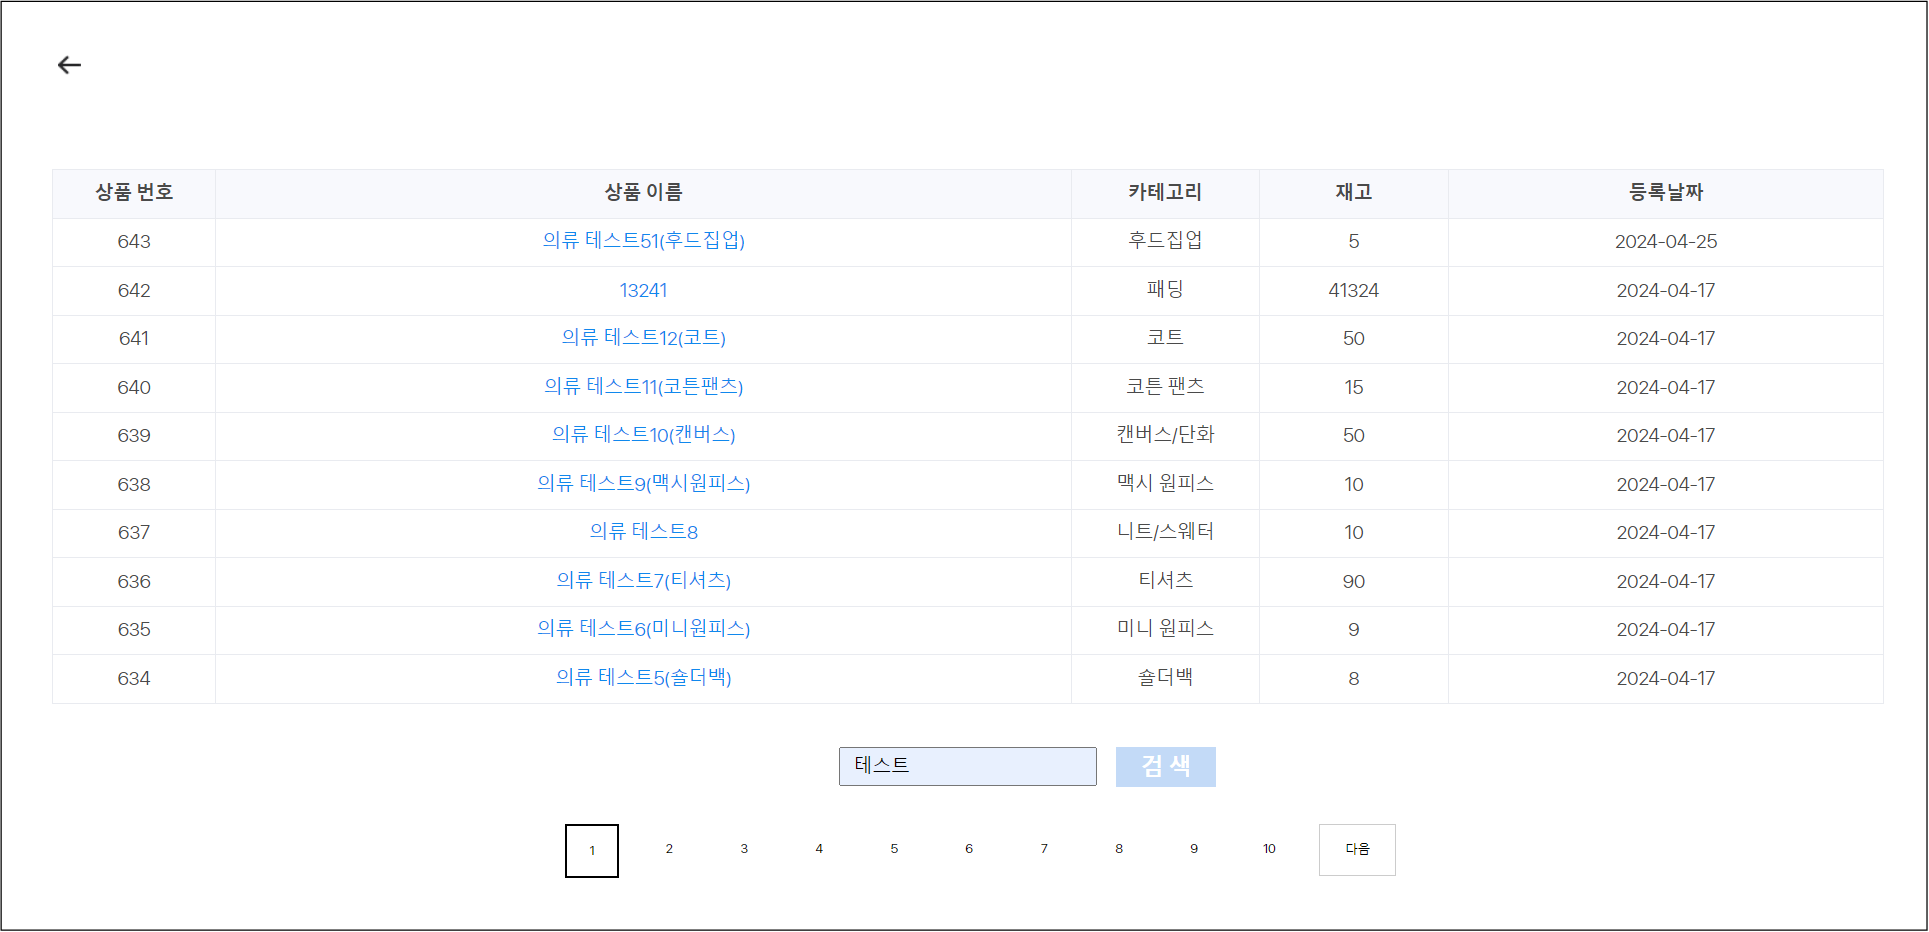 상품 번호 상품 이름 카테고리 재고 등록날짜
643 의류 테스트51(후드집업) 후드집업 5 2024-04-25
642 13241 패딩 41324 2024-04-17
641 의류 테스트12(코트) 코트 50 2024-04-17
640 의류 테스트11(코튼팬츠) 코튼 팬츠 15 2024-04-17
639 의류 테스트10(캔버스) 캔버스/단화 50 2024-04-17
638 의류 테스트9(맥시원피스) 맥시 원피스 10 2024-04-17
637 의류 테스트8 니트/스웨터 10 2024-04-17
636 의류 테스트7(티셔츠) 티셔츠 90 2024-04-17
635 의류 테스트6(미니원피스) 미니 원피스 9 2024-04-17
634 의류 테스트5(숄더백) 숄더백 8 2024-04-17
테스트 검 색
1 2 3 4 5 6 7 8 9 10 다음